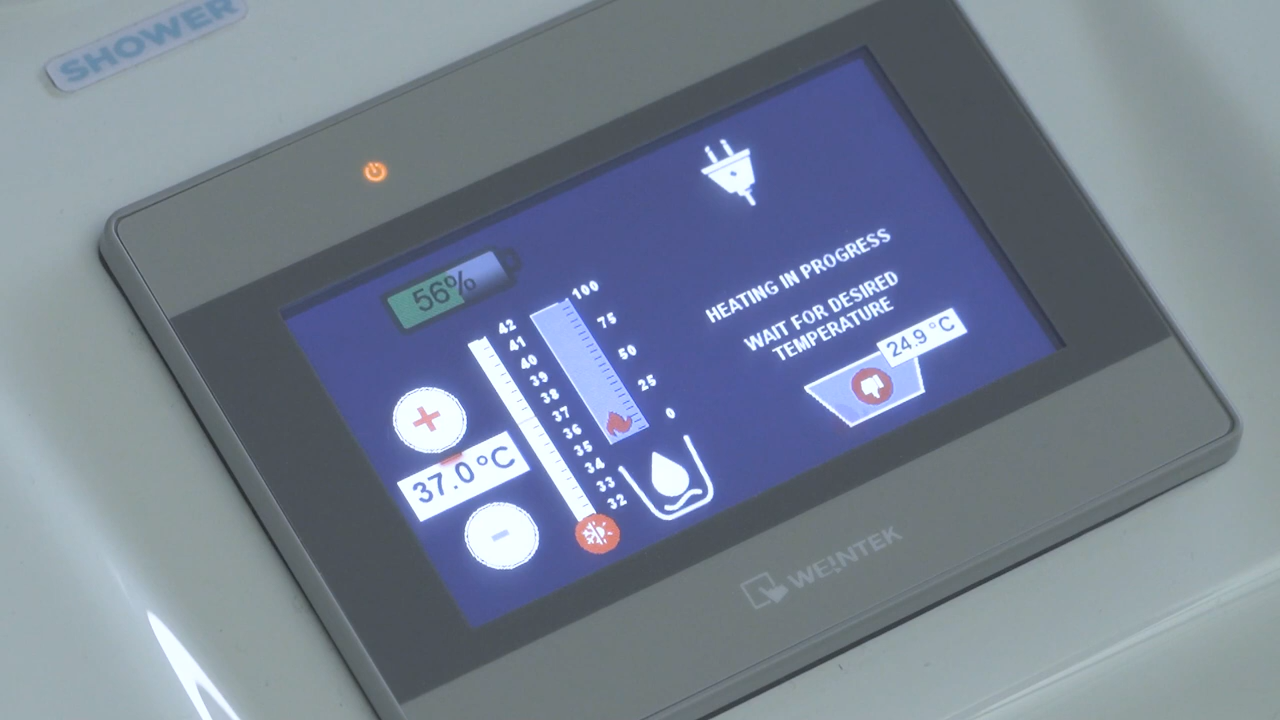 SHOWER
56%
HEATING IN PROGRESS
WAIT FOR DESIRED
TEMPERATURE
24.9 °C
37.0 °C
42
41
40
39
38
37
36
35
34
33
32
100
75
50
25
0
+
-
WEINTEK